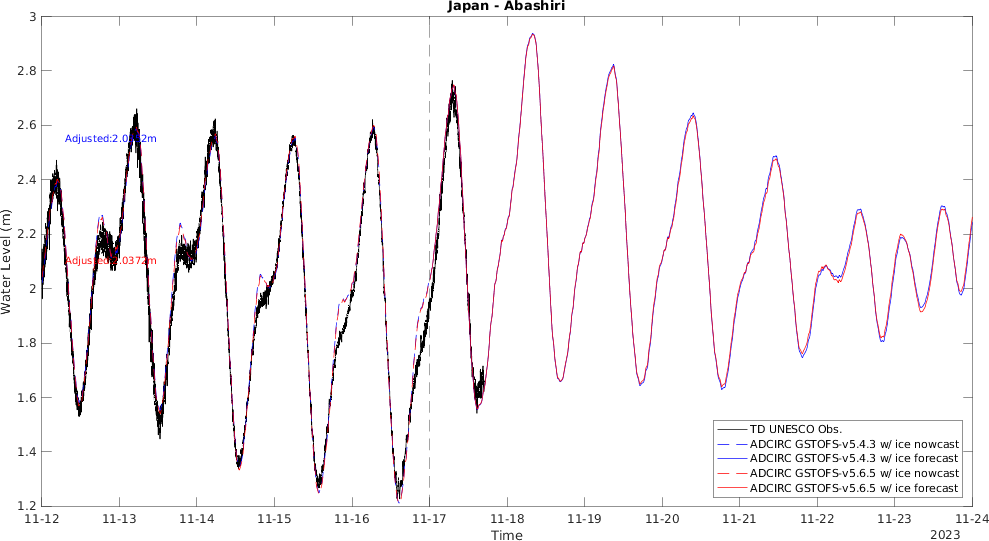 Japan - Abashiri
Water Level (m)
3
2.8
2.6
2.4
2.2
2
1.8
1.6
1.4
1.2
Adjusted:
Adjusted:2.0372m
TD UNESCO Obs.
ADCIRC GSTOFS-v5.4.3 w/ ice nowcast
ADCIRC GSTOFS-v5.4.3 w/ ice forecast
ADCIRC GSTOFS-v5.6.5 w/ ice nowcast
ADCIRC GSTOFS-v5.6.5 w/ ice forecast
11-12 11-13 11-14 11-15 11-16 11-17 11-18 11-19 11-20 11-21 11-22 11-23 11-24
Time
2023